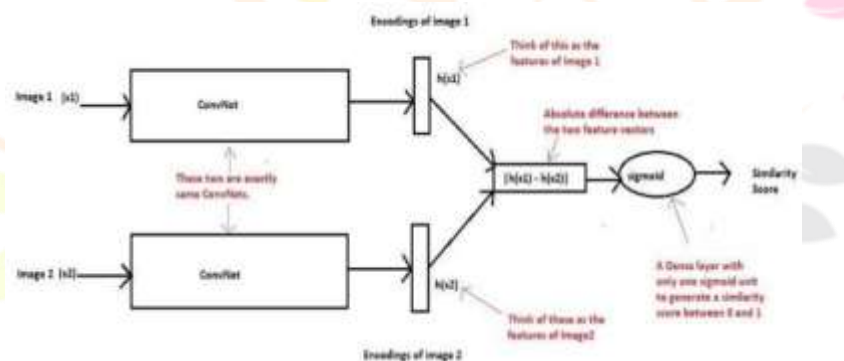 Encodings of image 1
Think of this as the
features of Image 1
h(x1)
Image 1 (x1)
ConvNet
Absolute difference between
the two feature vectors
These two are exactly
same ConvNets.
|h(x1) - h(x2)|
sigmoid
Similarity
Score
Image 2 (x2)
ConvNet
h(x2)
A Dense layer with
only one sigmoid unit
to generate a similarity
score between 0 and 1
Think of these as the
features of Image2
Encodings of image 2